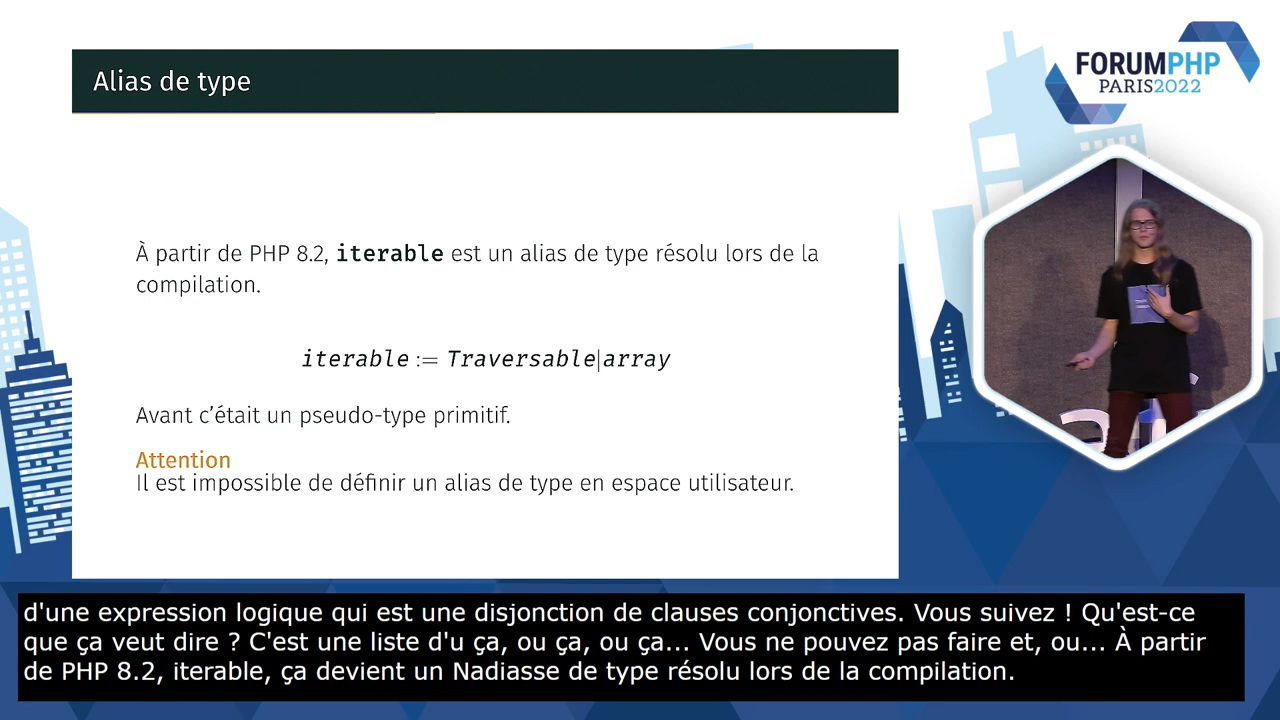 Alias de type
FORUMPHP
PARIS2022
À partir de PHP 8.2, iterable est un alias de type résolu lors de la
compilation.
iterable := Traversable|array
Avant c’était un pseudo-type primitif.
Attention
Il est impossible de définir un alias de type en espace utilisateur.
d'une expression logique qui est une disjonction de clauses conjonctives. Vous suivez ! Qu'est-ce
que ça veut dire ? C'est une liste d'u ça, ou ça, ou ça... Vous ne pouvez pas faire et, ou... À partir
de PHP 8.2, iterable, ça devient un Nadiasse de type résolu lors de la compilation.